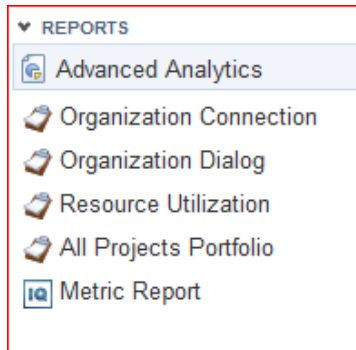 REPORTS
Advanced Analytics
Organization Connection
Organization Dialog
Resource Utilization
All Projects Portfolio
IQ Metric Report